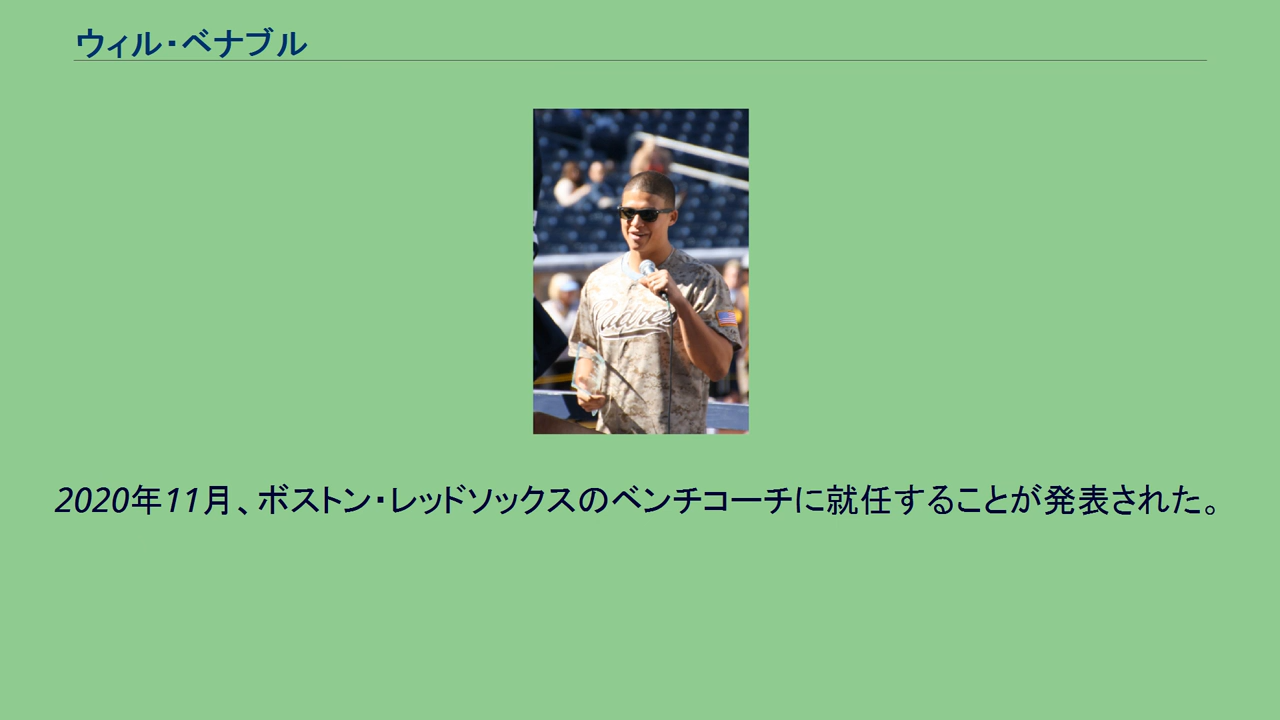 ウィル・ベナブル
Padres
2020年11月、ボストン・レッドソックスのベンチコーチに就任することが発表された。